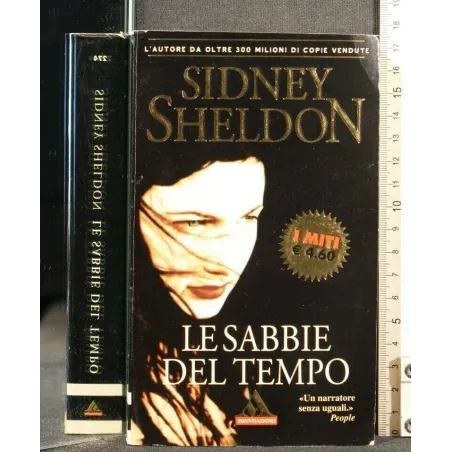 L'AUTORE DA OLTRE 300 MILIONI DI COPIE VENDUTE
SIDNEY
SHELDON
I MITI
€ 4.60
LE SABBIE
DEL TEMPO
«Un narratore
senza uguali.»
People
MONDADORI
274
SIDNEY SHELDON LE SABBIE DEL TEMPO